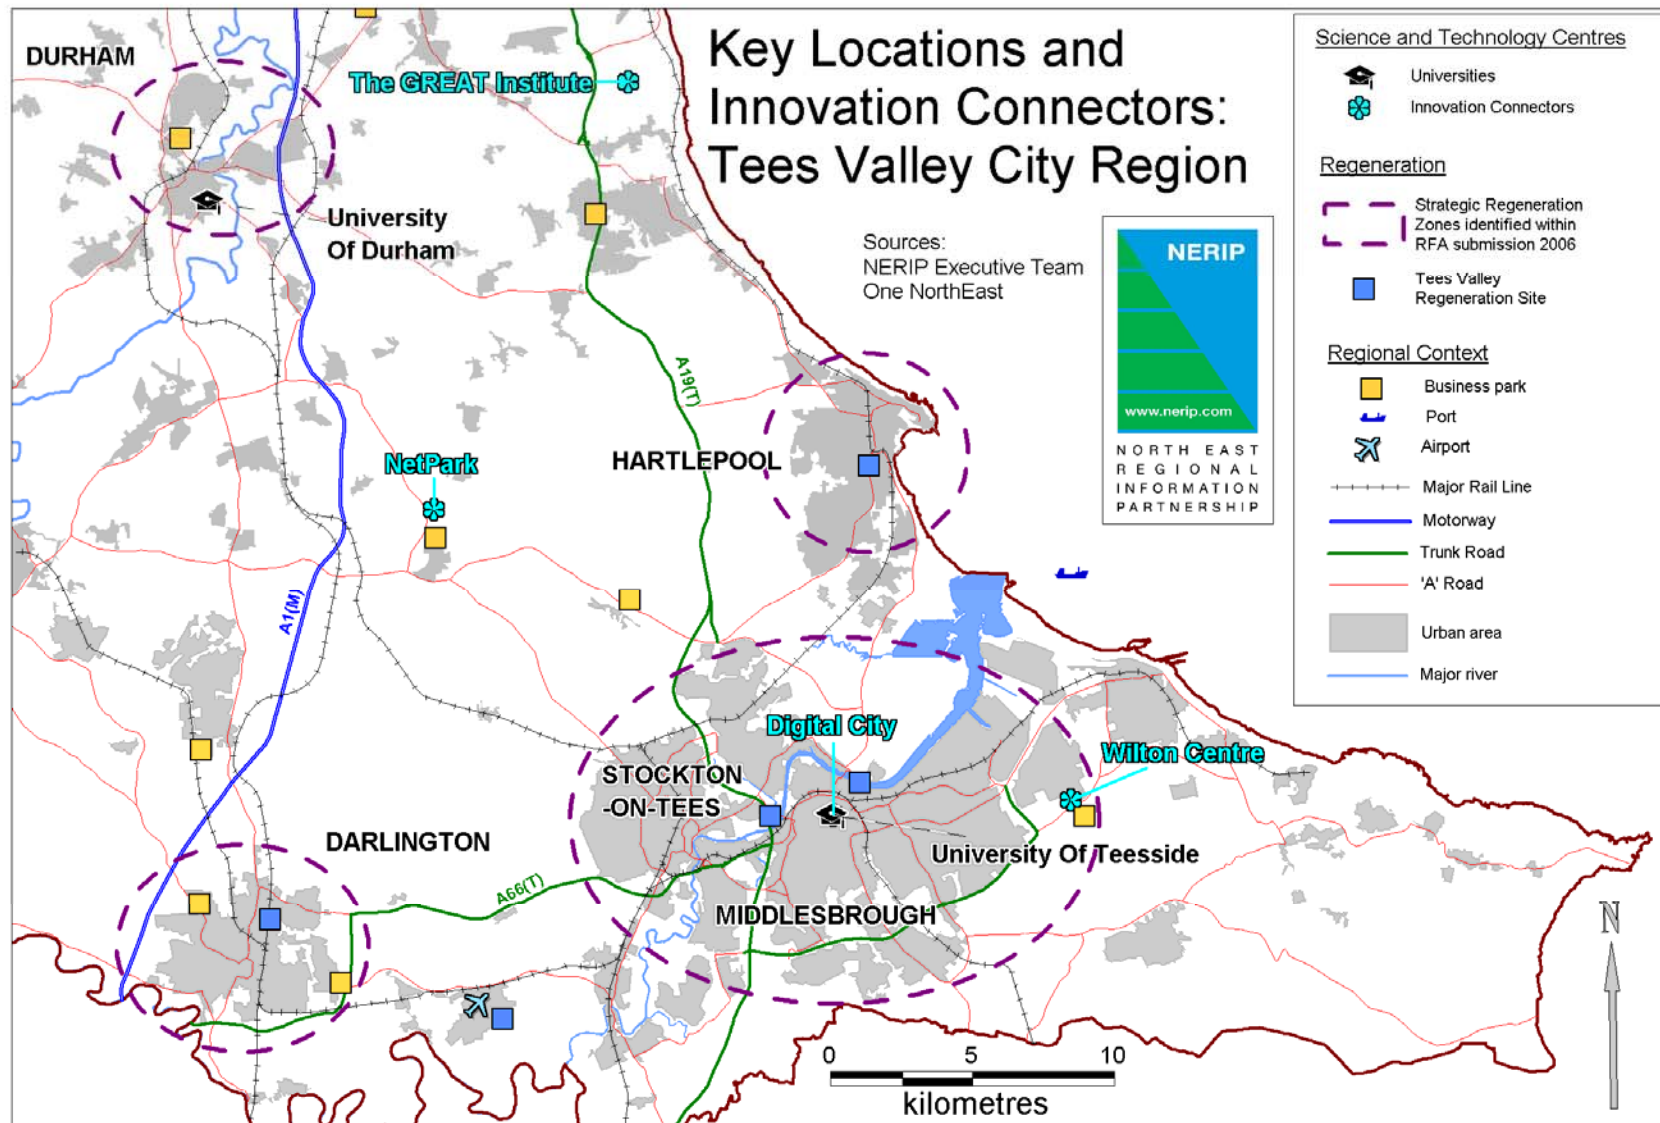 Key Locations and
Innovation Connectors:
Tees Valley City Region
Sources:
NERIP Executive Team
One NorthEast
NERIP
www.nerip.com
NORTH EAST
REGIONAL
INFORMATION
PARTNERSHIP
DURHAM
The GREAT Institute
University
Of Durham
A19(T)
HARTLEPOOL
NetPark
A1(M)
Digital City
Wilton Centre
STOCKTON
-ON-TEES
DARLINGTON
University Of Teesside
A66(T)
MIDDLESBROUGH
0 5 10
kilometres
N
Science and Technology Centres
Universities
Innovation Connectors
Regeneration
Strategic Regeneration
Zones identified within
RFA submission 2006
Tees Valley
Regeneration Site
Regional Context
Business park
Port
Airport
Major Rail Line
Motorway
Trunk Road
'A' Road
Urban area
Major river